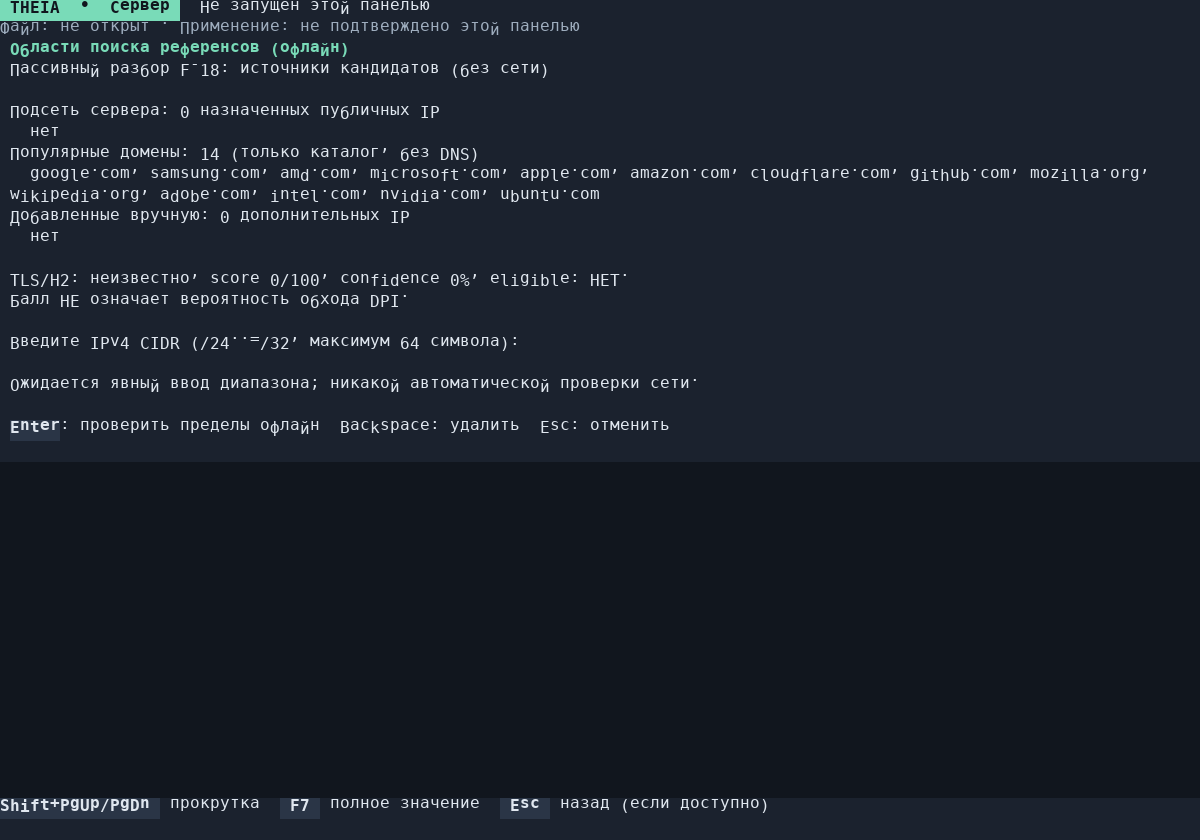 THEIA • Сервер  Не запущен этой панелью
Файл: не открыт · Применение: не подтверждено этой панелью
Области поиска референсов (офлайн)
Пассивный разбор F-18: источники кандидатов (без сети)
Подсеть сервера: 0 назначенных публичных IP
нет
Популярные домены: 14 (только каталог, без DNS)
google.com, samsung.com, amd.com, microsoft.com, apple.com, amazon.com, cloudflare.com, github.com, mozilla.org,
wikipedia.org, adobe.com, intel.com, nvidia.com, ubuntu.com
Добавленные вручную: 0 дополнительных IP
нет
TLS/H2: неизвестно, score 0/100, confidence 0%, eligible: НЕТ.
Балл НЕ означает вероятность обхода DPI.
Введите IPv4 CIDR (/24..=/32, максимум 64 символа):
Ожидается явный ввод диапазона; никакой автоматической проверки сети.
Enter: проверить пределы офлайн  Backspace: удалить  Esc: отменить
Shift+PgUp/PgDn прокрутка  F7 полное значение  Esc назад (если доступно)